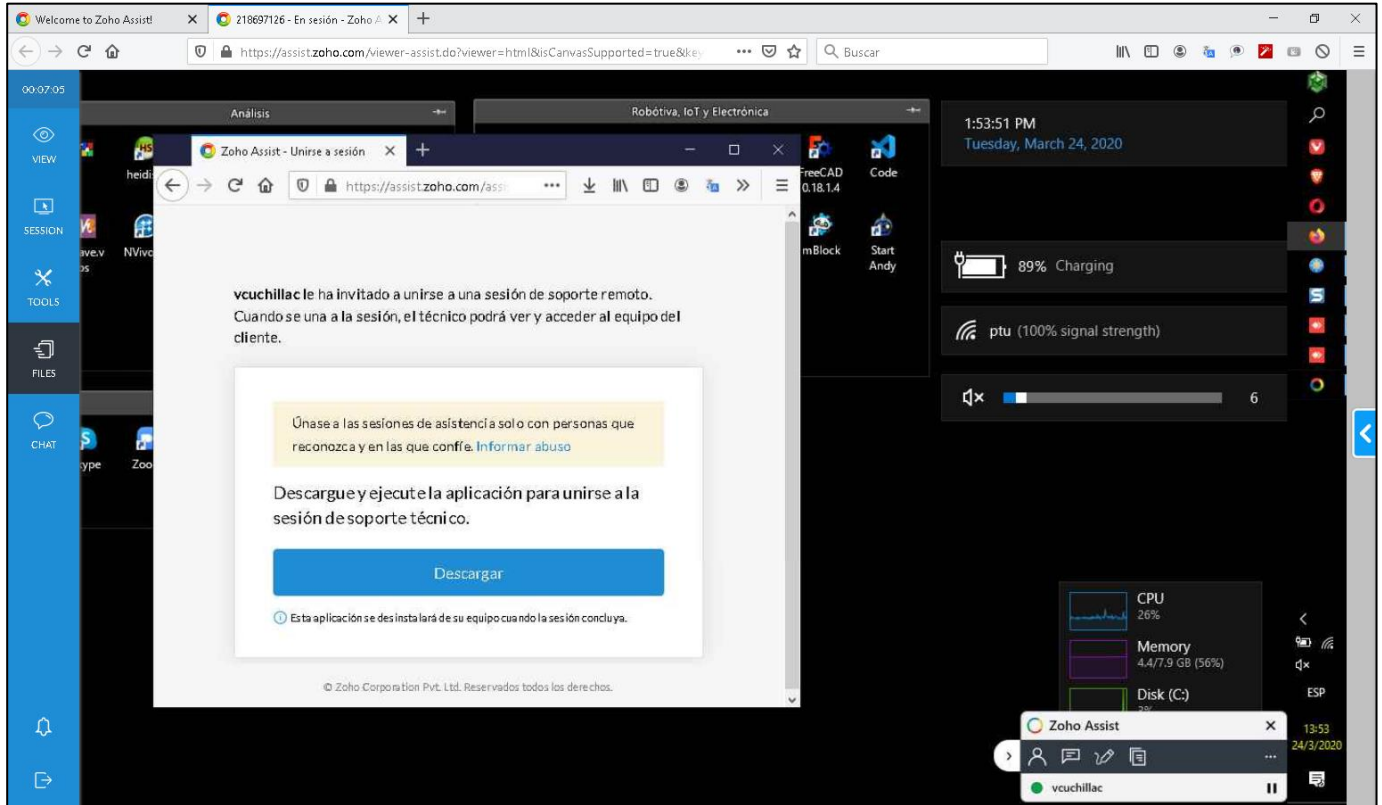 Welcome to Zoho Assist!
218697126 - En sesión - Zoho A
https://assist.zoho.com/viewer-assist.do?viewer=html&isCanvasSupported=true&key
Buscar
00:07:05
VIEW
SESSION
TOOLS
FILES
CHAT
Análisis
Robótiva, IoT y Electrónica
HS
heidi
NVivo
ype
Zoo
Zoho Assist - Unirse a sesión
https://assist.zoho.com/assi
vcuchillac le ha invitado a unirse a una sesión de soporte remoto.
Cuando se una a la sesión, el técnico podrá ver y acceder al equipo del
cliente.
Únase a las sesiones de asistencia solo con personas que
reconozca y en las que confíe. Informar abuso
Descargue y ejecute la aplicación para unirse a la
sesión de soporte técnico.
Descargar
Esta aplicación se desinstalará de su equipo cuando la sesión concluya.
© Zoho Corporation Pvt. Ltd. Reservados todos los derechos.
FreeCAD
0.18.1.4
Code
mBlock
Start
Andy
1:53:51 PM
Tuesday, March 24, 2020
89% Charging
ptu (100% signal strength)
6
CPU
26%
Memory
4.4/7.9 GB (56%)
Disk (C:)
Zoho Assist
vcuchillac
ESP
13:53
24/3/2020